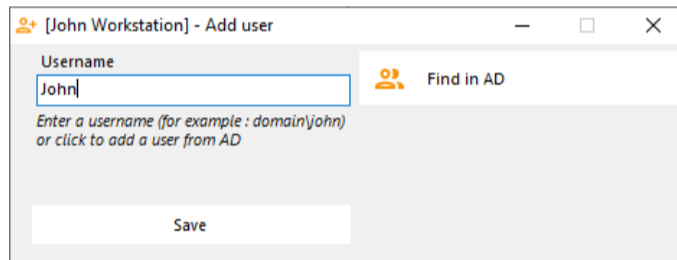 [John Workstation] - Add user
Username
John
Enter a username (for example : domain\john)
or click to add a user from AD
Find in AD
Save